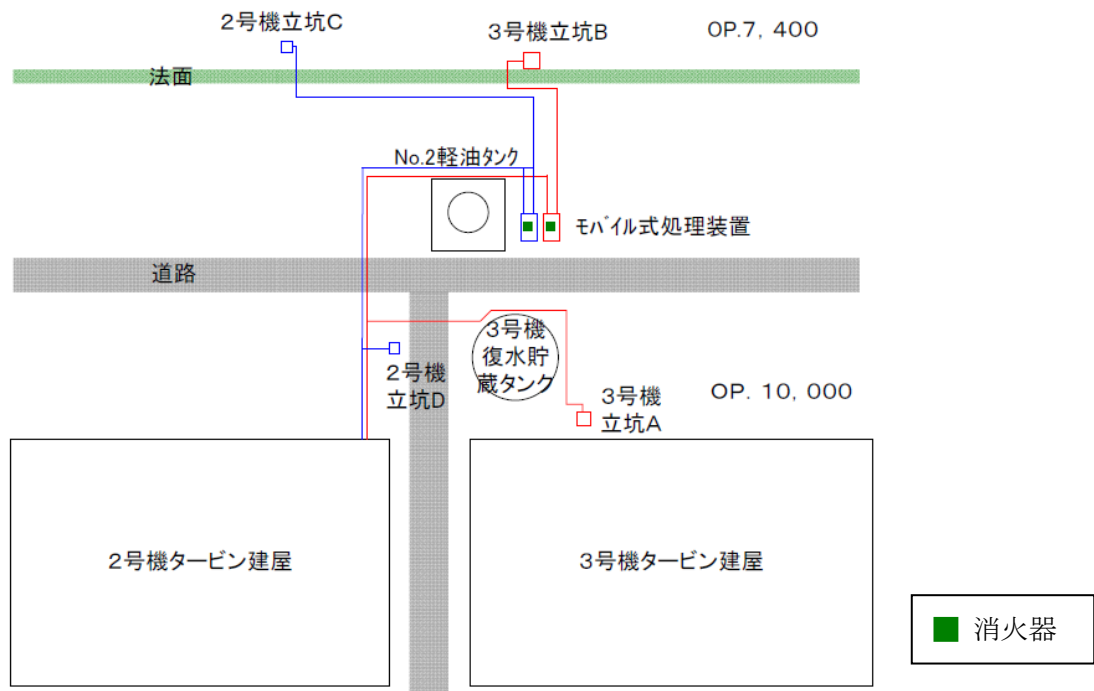 2号機立坑C
3号機立坑B
OP.7, 400
法面
No.2軽油タンク
モバイル式処理装置
道路
3号機
復水貯
蔵タンク
2号機
立坑D
3号機
立坑A
OP. 10, 000
2号機タービン建屋
3号機タービン建屋
消火器